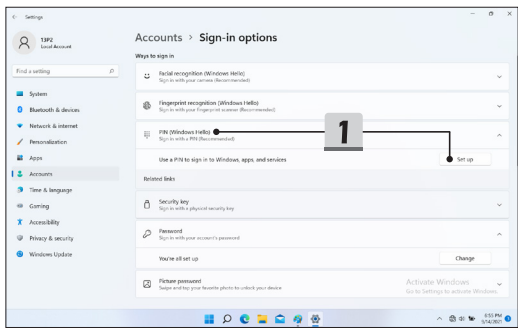 Settings
13P2
Local Account
Find a setting
System
Bluetooth & devices
Network & internet
Personalization
Apps
Accounts
Time & language
Gaming
Accessibility
Privacy & security
Windows Update
Accounts > Sign-in options
Ways to sign in
Facial recognition (Windows Hello)
Sign in with your camera (Recommended)
Fingerprint recognition (Windows Hello)
Sign in with your fingerprint scanner (Recommended)
PIN (Windows Hello)
Sign in with a PIN (Recommended)
1
Use a PIN to sign in to Windows, apps, and services
Set up
Related links
Security key
Sign in with a physical security key
Password
Sign in with your account's password
You're all set up
Change
Picture password
Swipe and tap your favorite photo to unlock your device
Activate Windows
Go to Settings to activate Windows.
6:55 PM
9/14/2021